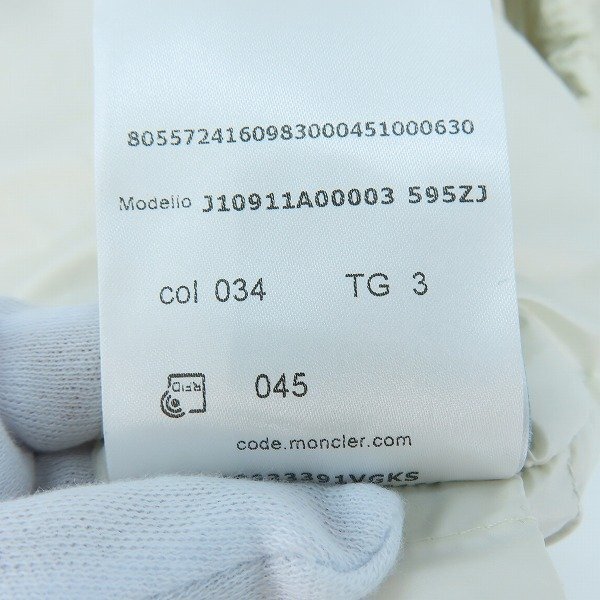 8055724160983000451000630
Modello J10911A00003 595ZJ
col 034 TG 3
RFID 045
code.moncler.com